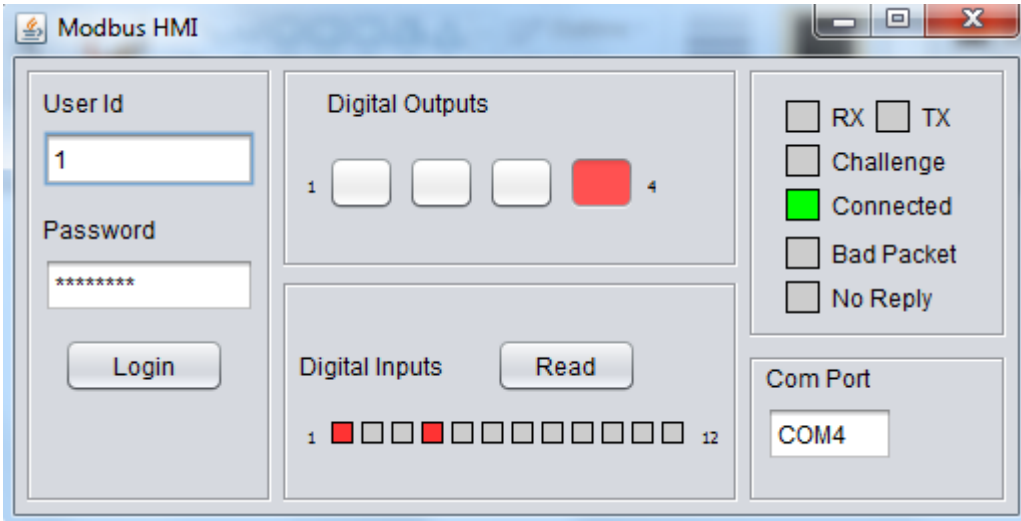 Modbus HMI
User Id
1
Password
********
Login
Digital Outputs
1 4
Digital Inputs
Read
1 12
RX TX
Challenge
Connected
Bad Packet
No Reply
Com Port
COM4